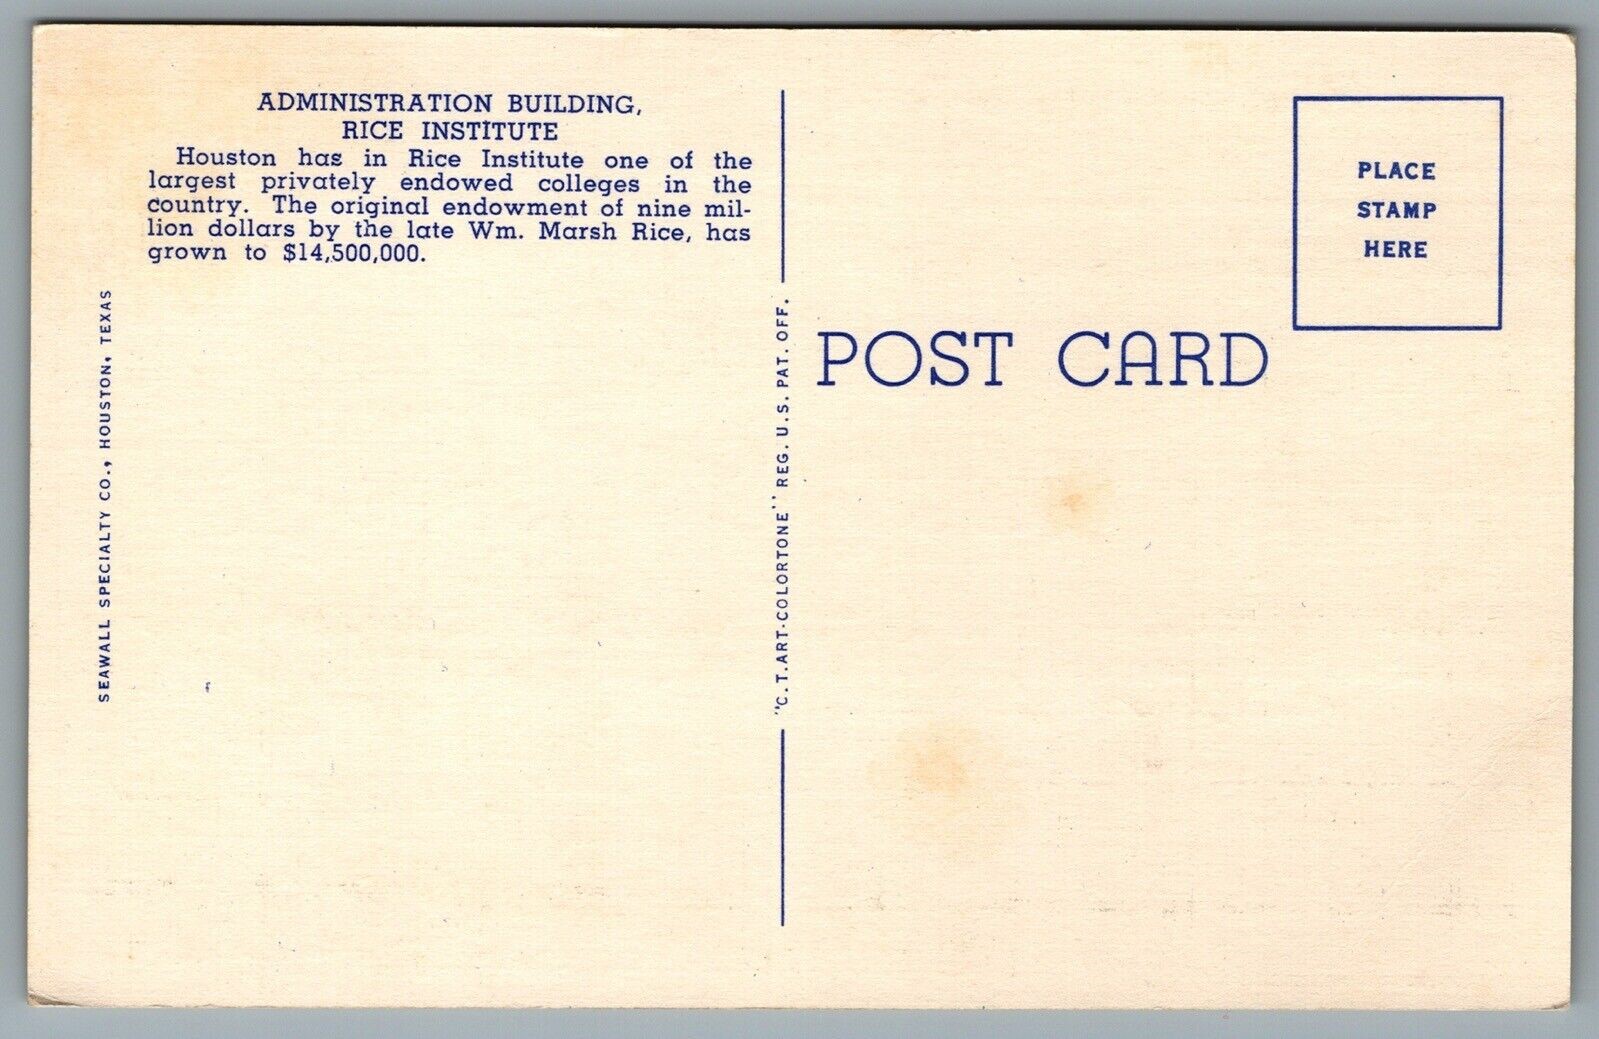 ADMINISTRATION BUILDING,
RICE INSTITUTE
Houston has in Rice Institute one of the
largest privately endowed colleges in the
country. The original endowment of nine mil-
lion dollars by the late Wm. Marsh Rice, has
grown to $14,500,000.
SEAWALL SPECIALTY CO., HOUSTON, TEXAS
"C.T.ART-COLORTONE" REG. U.S. PAT. OFF.
POST CARD
PLACE
STAMP
HERE